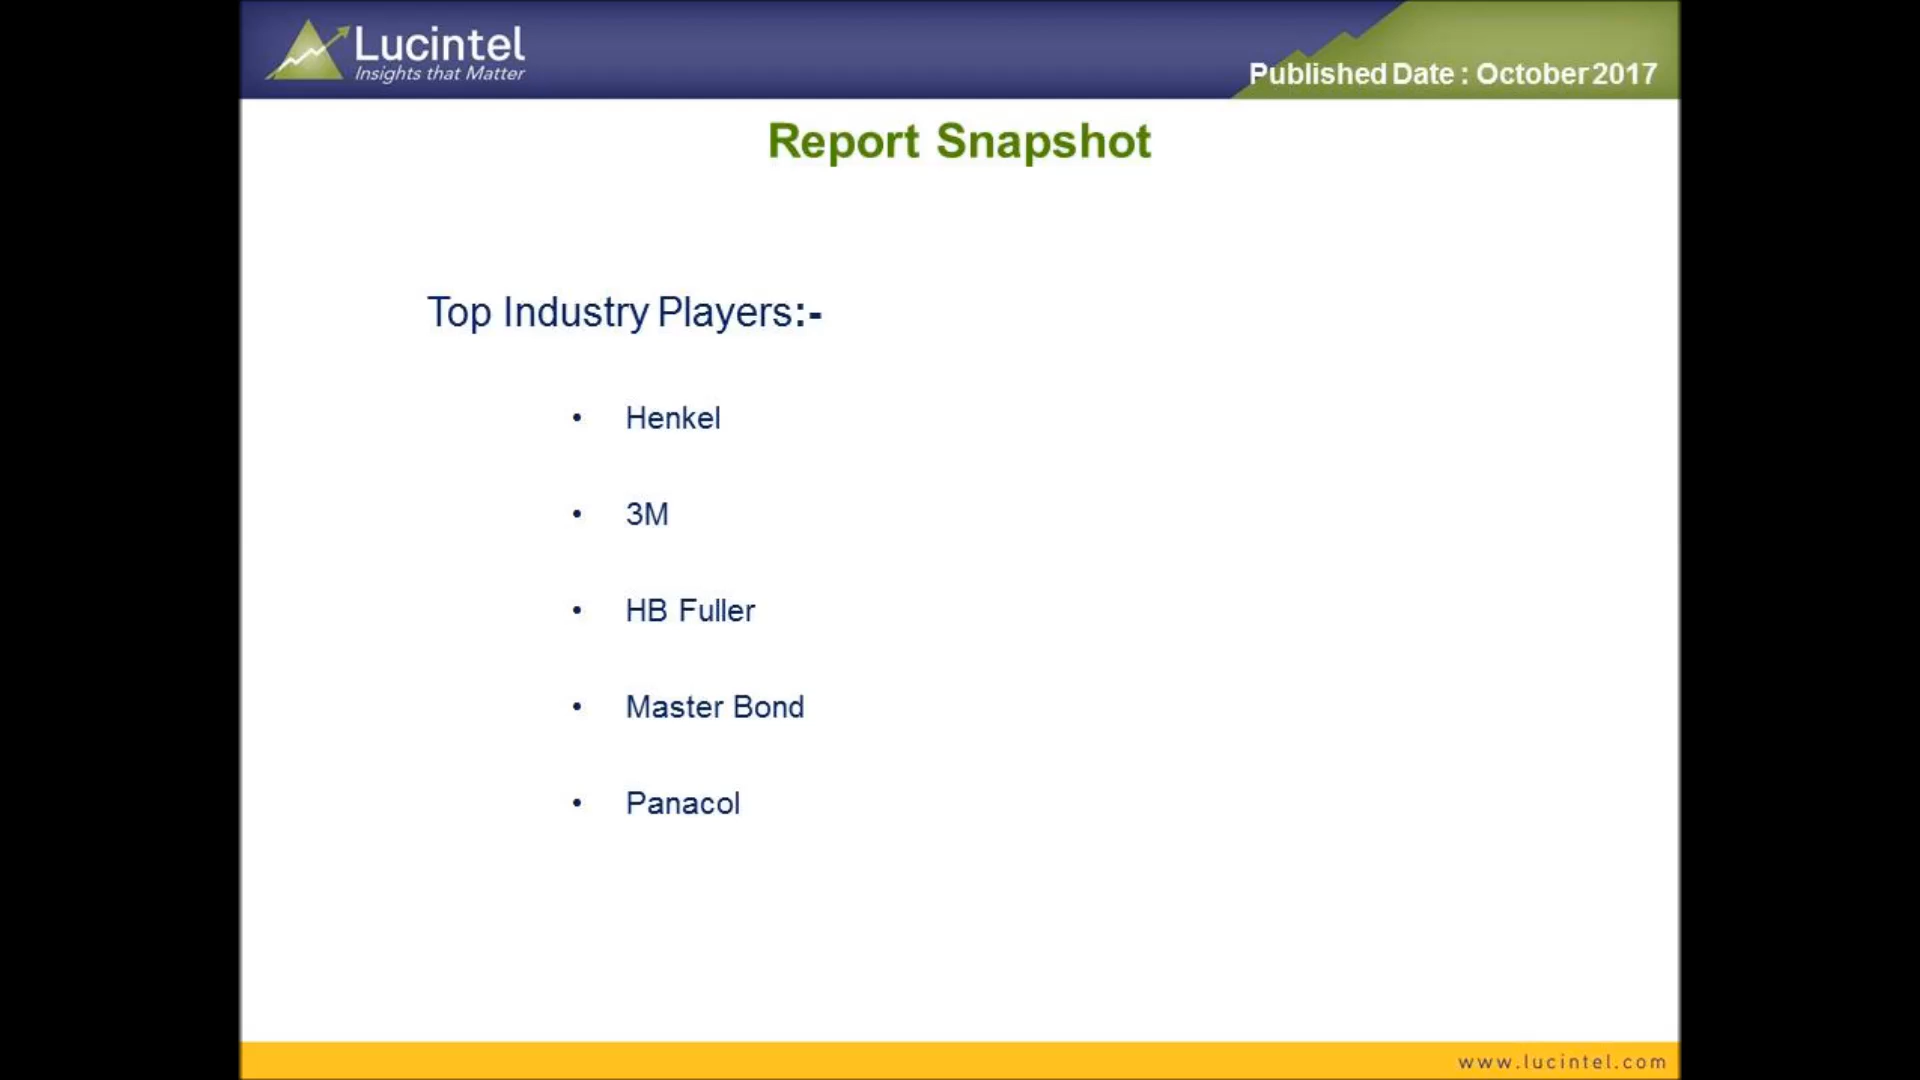 Lucintel
Insights that Matter
Published Date : October 2017
Report Snapshot
Top Industry Players:-
• Henkel
• 3M
• HB Fuller
• Master Bond
• Panacol
www.lucintel.com